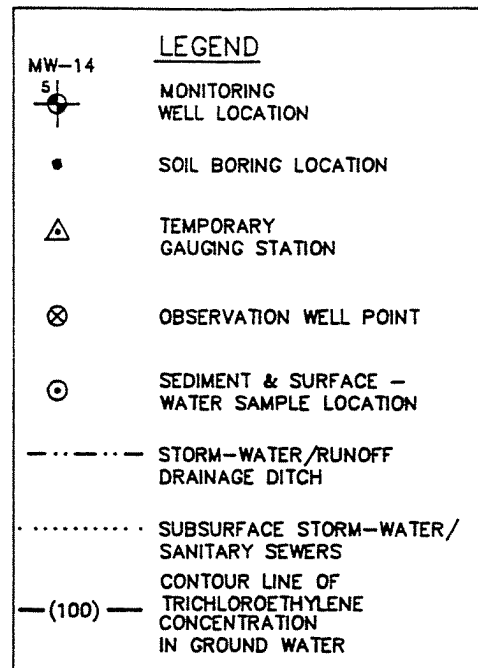 LEGEND
MW-14
5
MONITORING
WELL LOCATION
SOIL BORING LOCATION
TEMPORARY
GAUGING STATION
OBSERVATION WELL POINT
SEDIMENT & SURFACE -
WATER SAMPLE LOCATION
STORM-WATER/RUNOFF
DRAINAGE DITCH
SUBSURFACE STORM-WATER/
SANITARY SEWERS
(100)
CONTOUR LINE OF
TRICHLOROETHYLENE
CONCENTRATION
IN GROUND WATER